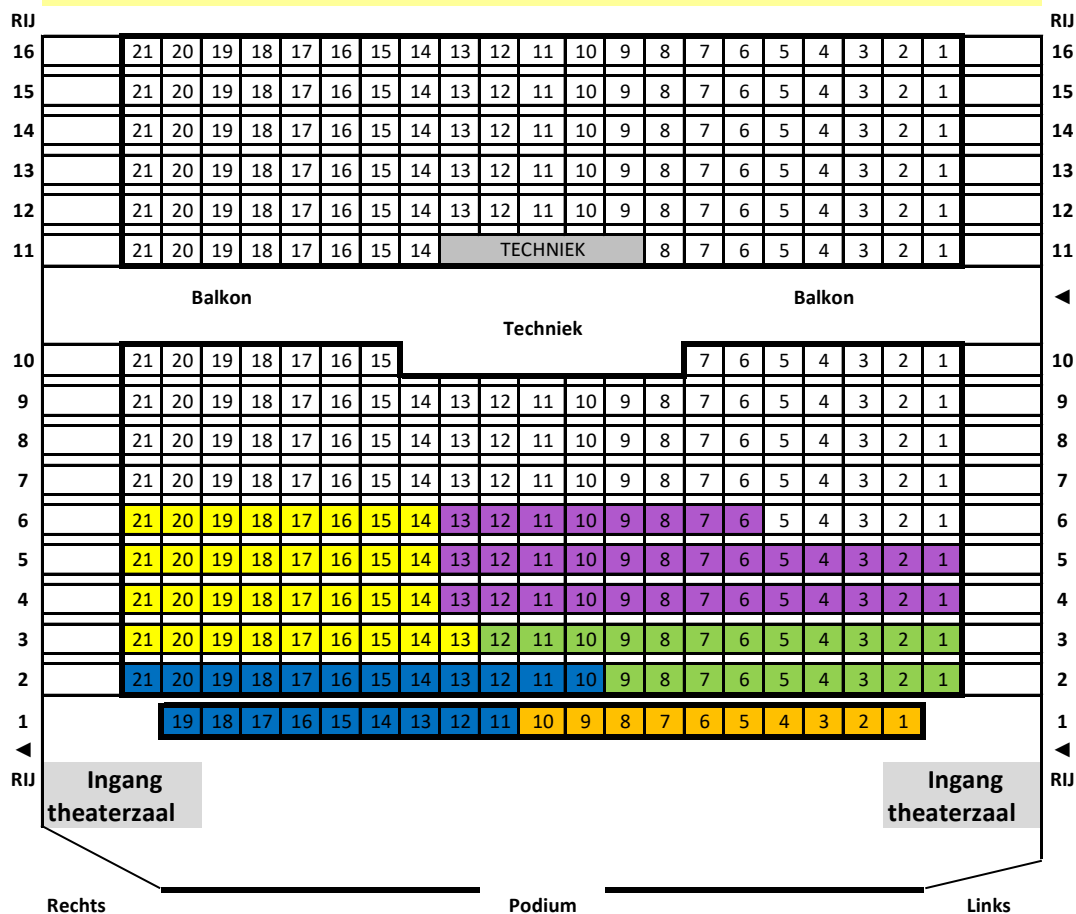 RIJ RIJ
16 21 20 19 18 17 16 15 14 13 12 11 10 9 8 7 6 5 4 3 2 1 16
15 21 20 19 18 17 16 15 14 13 12 11 10 9 8 7 6 5 4 3 2 1 15
14 21 20 19 18 17 16 15 14 13 12 11 10 9 8 7 6 5 4 3 2 1 14
13 21 20 19 18 17 16 15 14 13 12 11 10 9 8 7 6 5 4 3 2 1 13
12 21 20 19 18 17 16 15 14 13 12 11 10 9 8 7 6 5 4 3 2 1 12
11 21 20 19 18 17 16 15 14 TECHNIEK 8 7 6 5 4 3 2 1 11
Balkon Balkon ◄
Techniek
10 21 20 19 18 17 16 15 7 6 5 4 3 2 1 10
9 21 20 19 18 17 16 15 14 13 12 11 10 9 8 7 6 5 4 3 2 1 9
8 21 20 19 18 17 16 15 14 13 12 11 10 9 8 7 6 5 4 3 2 1 8
7 21 20 19 18 17 16 15 14 13 12 11 10 9 8 7 6 5 4 3 2 1 7
6 21 20 19 18 17 16 15 14 13 12 11 10 9 8 7 6 5 4 3 2 1 6
5 21 20 19 18 17 16 15 14 13 12 11 10 9 8 7 6 5 4 3 2 1 5
4 21 20 19 18 17 16 15 14 13 12 11 10 9 8 7 6 5 4 3 2 1 4
3 21 20 19 18 17 16 15 14 13 12 11 10 9 8 7 6 5 4 3 2 1 3
2 21 20 19 18 17 16 15 14 13 12 11 10 9 8 7 6 5 4 3 2 1 2
1 19 18 17 16 15 14 13 12 11 10 9 8 7 6 5 4 3 2 1 1
◄ ◄
RIJ Ingang Ingang RIJ
theaterzaal theaterzaal
Rechts Podium Links